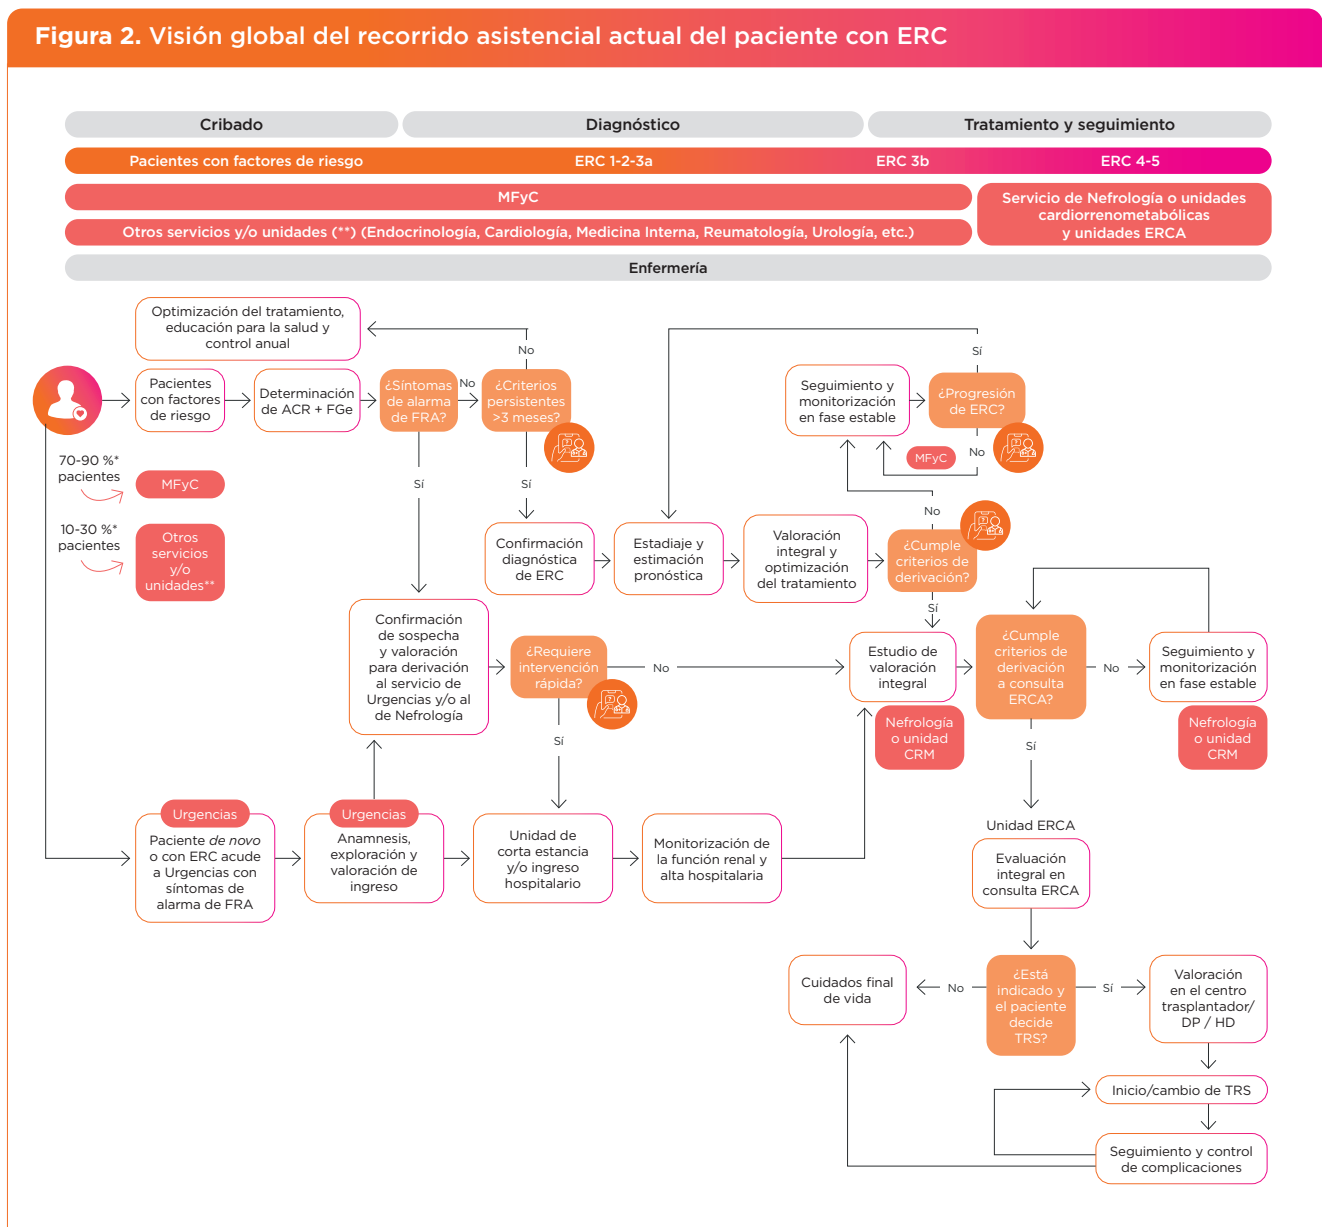 Figura 2. Visión global del recorrido asistencial actual del paciente con ERC
Cribado
Diagnóstico
Tratamiento y seguimiento
Pacientes con factores de riesgo
ERC 1-2-3a
ERC 3b
ERC 4-5
MFyC
Servicio de Nefrología o unidades
cardiorrenometabólicas
y unidades ERCA
Otros servicios y/o unidades (**) (Endocrinología, Cardiología, Medicina Interna, Reumatología, Urología, etc.)
Enfermería
Optimización del tratamiento,
educación para la salud y
control anual
No
Sí
Pacientes
con factores
de riesgo
Determinación
de ACR + FGe
¿Síntomas
de alarma
de FRA?
No
¿Criterios
persistentes
>3 meses?
Seguimiento y
monitorización
en fase estable
¿Progresión
de ERC?
MFyC
No
70-90 %*
pacientes
MFyC
Sí
Sí
10-30 %*
pacientes
Otros
servicios
y/o
unidades**
No
Confirmación
diagnóstica
de ERC
Estadiaje y
estimación
pronóstica
Valoración
integral y
optimización
del tratamiento
¿Cumple
criterios de
derivación?
Sí
Confirmación
de sospecha
y valoración
para derivación
al servicio de
Urgencias y/o al
de Nefrología
¿Requiere
intervención
rápida?
No
Estudio de
valoración
integral
¿Cumple
criterios de
derivación
a consulta
ERCA?
No
Seguimiento y
monitorización
en fase estable
Nefrología
o unidad
CRM
Nefrología
o unidad
CRM
Sí
Sí
Urgencias
Paciente de novo
o con ERC acude
a Urgencias con
síntomas de
alarma de FRA
Urgencias
Anamnesis,
exploración y
valoración de
ingreso
Unidad de
corta estancia
y/o ingreso
hospitalario
Monitorización de
la función renal y
alta hospitalaria
Unidad ERCA
Evaluación
integral en
consulta ERCA
Cuidados final
de vida
No
¿Está
indicado y
el paciente
decide
TRS?
Sí
Valoración
en el centro
trasplantador/
DP / HD
Inicio/cambio de TRS
Seguimiento y control
de complicaciones